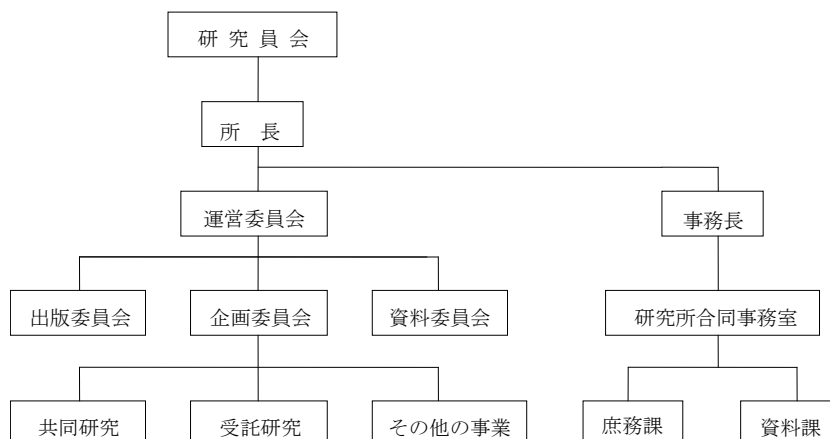 研 究 員 会
所　長
運営委員会
事務長
出版委員会
企画委員会
資料委員会
研究所合同事務室
共同研究
受託研究
その他の事業
庶務課
資料課